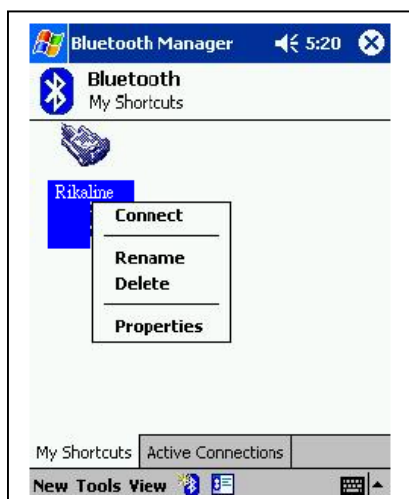 Bluetooth Manager 5:20
Bluetooth
My Shortcuts
Rikaline
Connect
Rename
Delete
Properties
My Shortcuts Active Connections
New Tools View